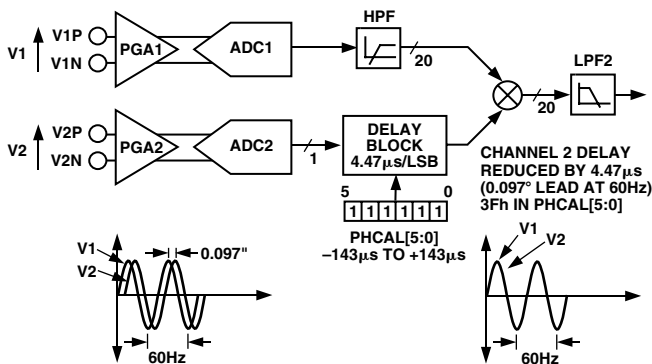 HPF
V1
V1P
V1N
PGA1
ADC1
20
LPF2
20
V2
V2P
V2N
PGA2
ADC2
1
DELAY
BLOCK
4.47μs/LSB
CHANNEL 2 DELAY
REDUCED BY 4.47μs
(0.097° LEAD AT 60Hz)
3Fh IN PHCAL[5:0]
5 0
1 1 1 1 1 1
PHCAL[5:0]
–143μs TO +143μs
V1
V2
0.097"
60Hz
V1
V2
60Hz